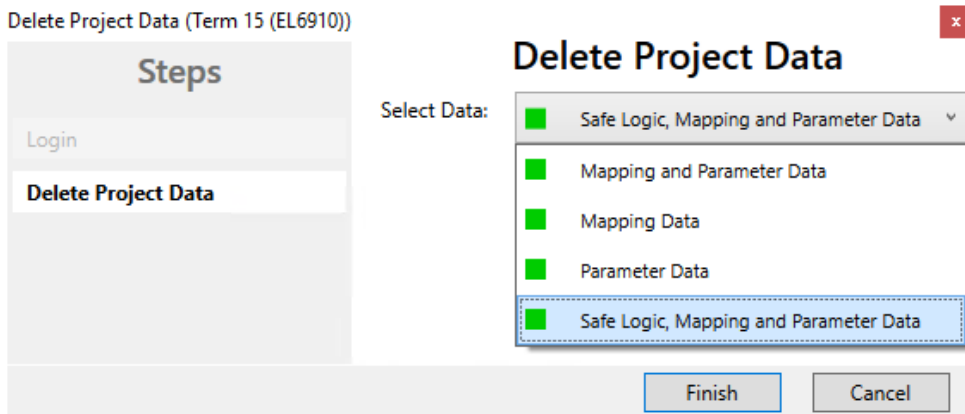 Delete Project Data (Term 15 (EL6910))
x
Steps
Login
Delete Project Data
Delete Project Data
Select Data:
Safe Logic, Mapping and Parameter Data
Mapping and Parameter Data
Mapping Data
Parameter Data
Safe Logic, Mapping and Parameter Data
Finish
Cancel